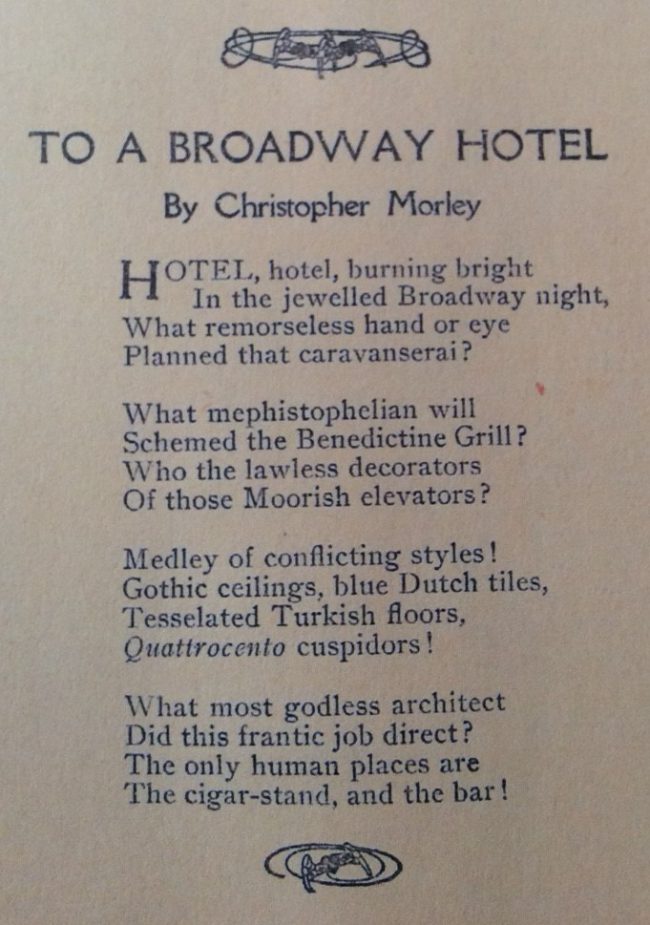 TO A BROADWAY HOTEL
By Christopher Morley
HOTEL, hotel, burning bright
In the jewelled Broadway night,
What remorseless hand or eye
Planned that caravanserai?
What mephistophelian will
Schemed the Benedictine Grill?
Who the lawless decorators
Of those Moorish elevators?
Medley of conflicting styles!
Gothic ceilings, blue Dutch tiles,
Tesselated Turkish floors,
Quattrocento cuspidors!
What most godless architect
Did this frantic job direct?
The only human places are
The cigar-stand, and the bar!